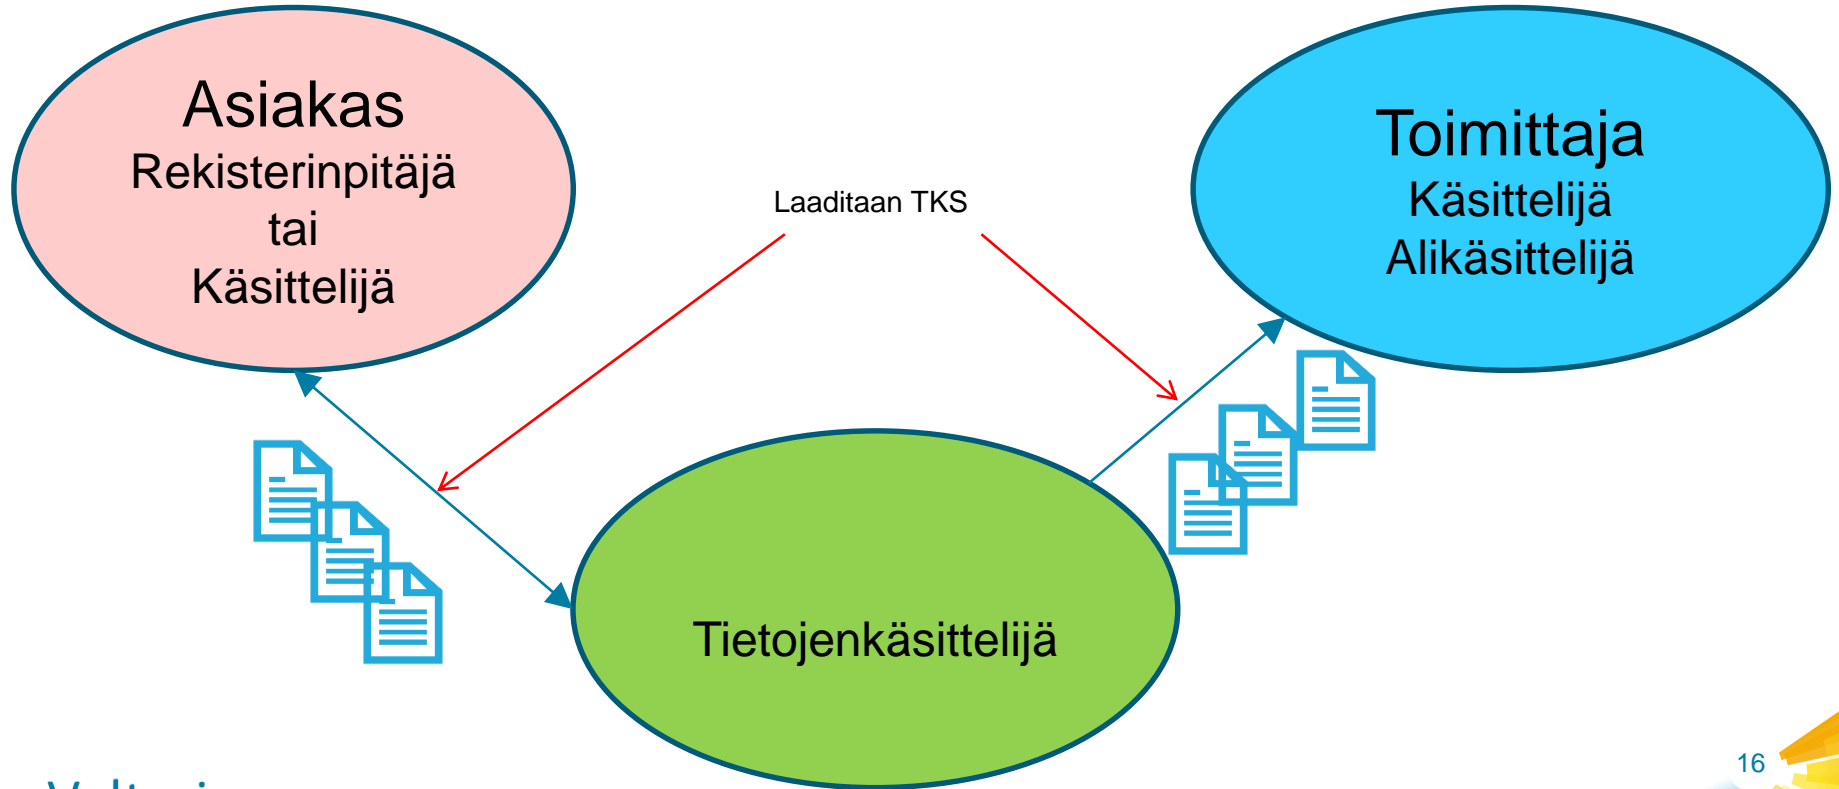 Asiakas
Rekisterinpitäjä
tai
Käsittelijä
Laaditaan TKS
Toimittaja
Käsittelijä
Alikäsittelijä
Tietojenkäsittelijä
16